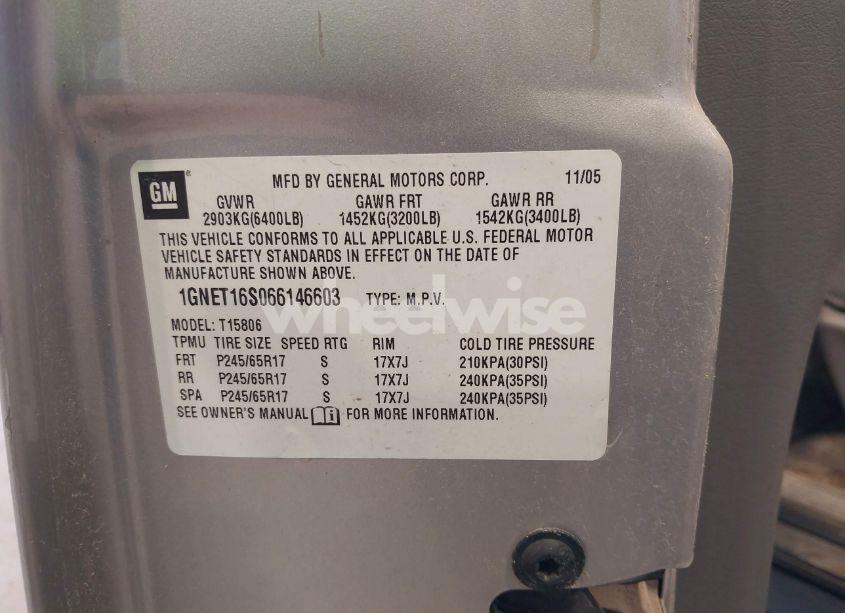 GM
MFD BY GENERAL MOTORS CORP. 11/05
GVWR GAWR FRT GAWR RR
2903KG(6400LB) 1452KG(3200LB) 1542KG(3400LB)
THIS VEHICLE CONFORMS TO ALL APPLICABLE U.S. FEDERAL MOTOR
VEHICLE SAFETY STANDARDS IN EFFECT ON THE DATE OF
MANUFACTURE SHOWN ABOVE.
1GNET16S066146603 TYPE: M.P.V.
wheelwise
MODEL: T15806
TPMU TIRE SIZE SPEED RTG RIM COLD TIRE PRESSURE
FRT P245/65R17 S 17X7J 210KPA(30PSI)
RR P245/65R17 S 17X7J 240KPA(35PSI)
SPA P245/65R17 S 17X7J 240KPA(35PSI)
SEE OWNER'S MANUAL i FOR MORE INFORMATION.